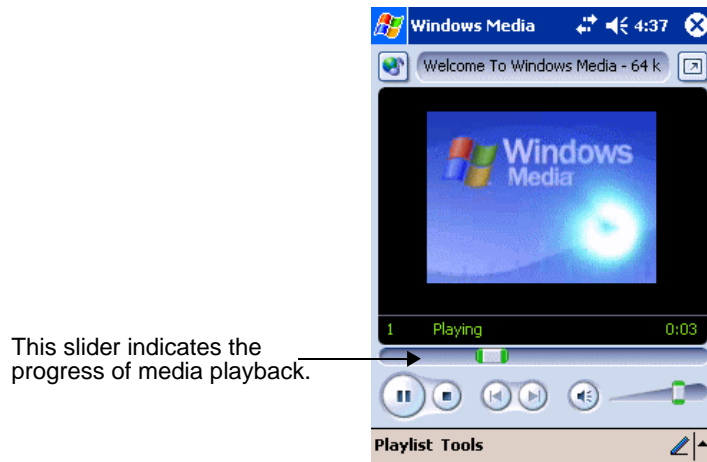 Windows Media 4:37
Welcome To Windows Media - 64 k
Windows
Media
1 Playing 0:03
This slider indicates the
progress of media playback.
Playlist Tools